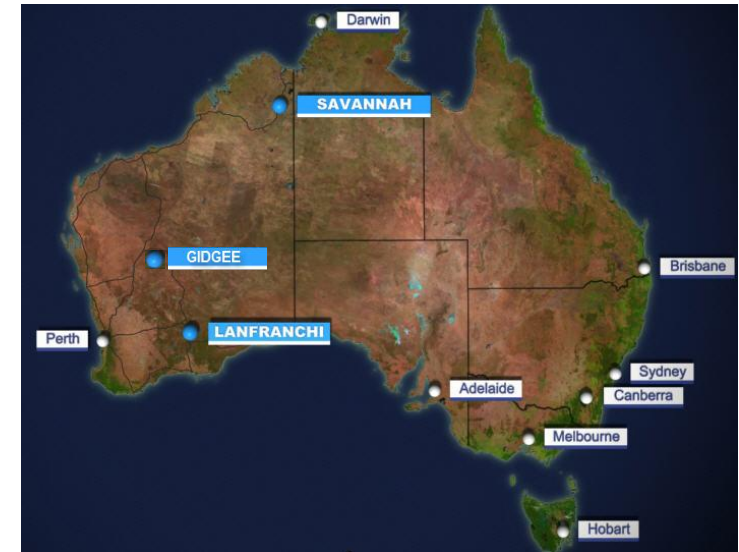 Darwin
SAVANNAH
GIDGEE
Brisbane
LANFRANCHI
Perth
Sydney
Adelaide
Canberra
Melbourne
Hobart